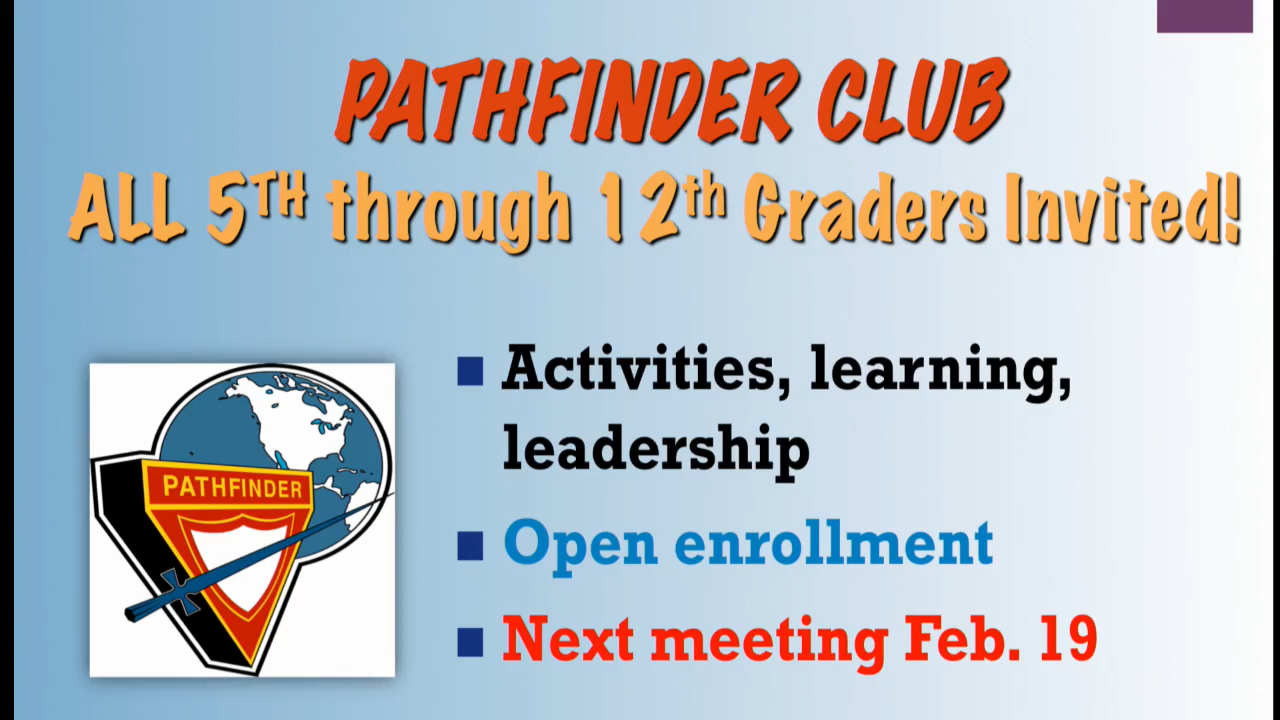 PATHFINDER CLUB
ALL 5TH through 12th Graders Invited!
Activities, learning,
leadership
PATHFINDER
Open enrollment
Next meeting Feb. 19